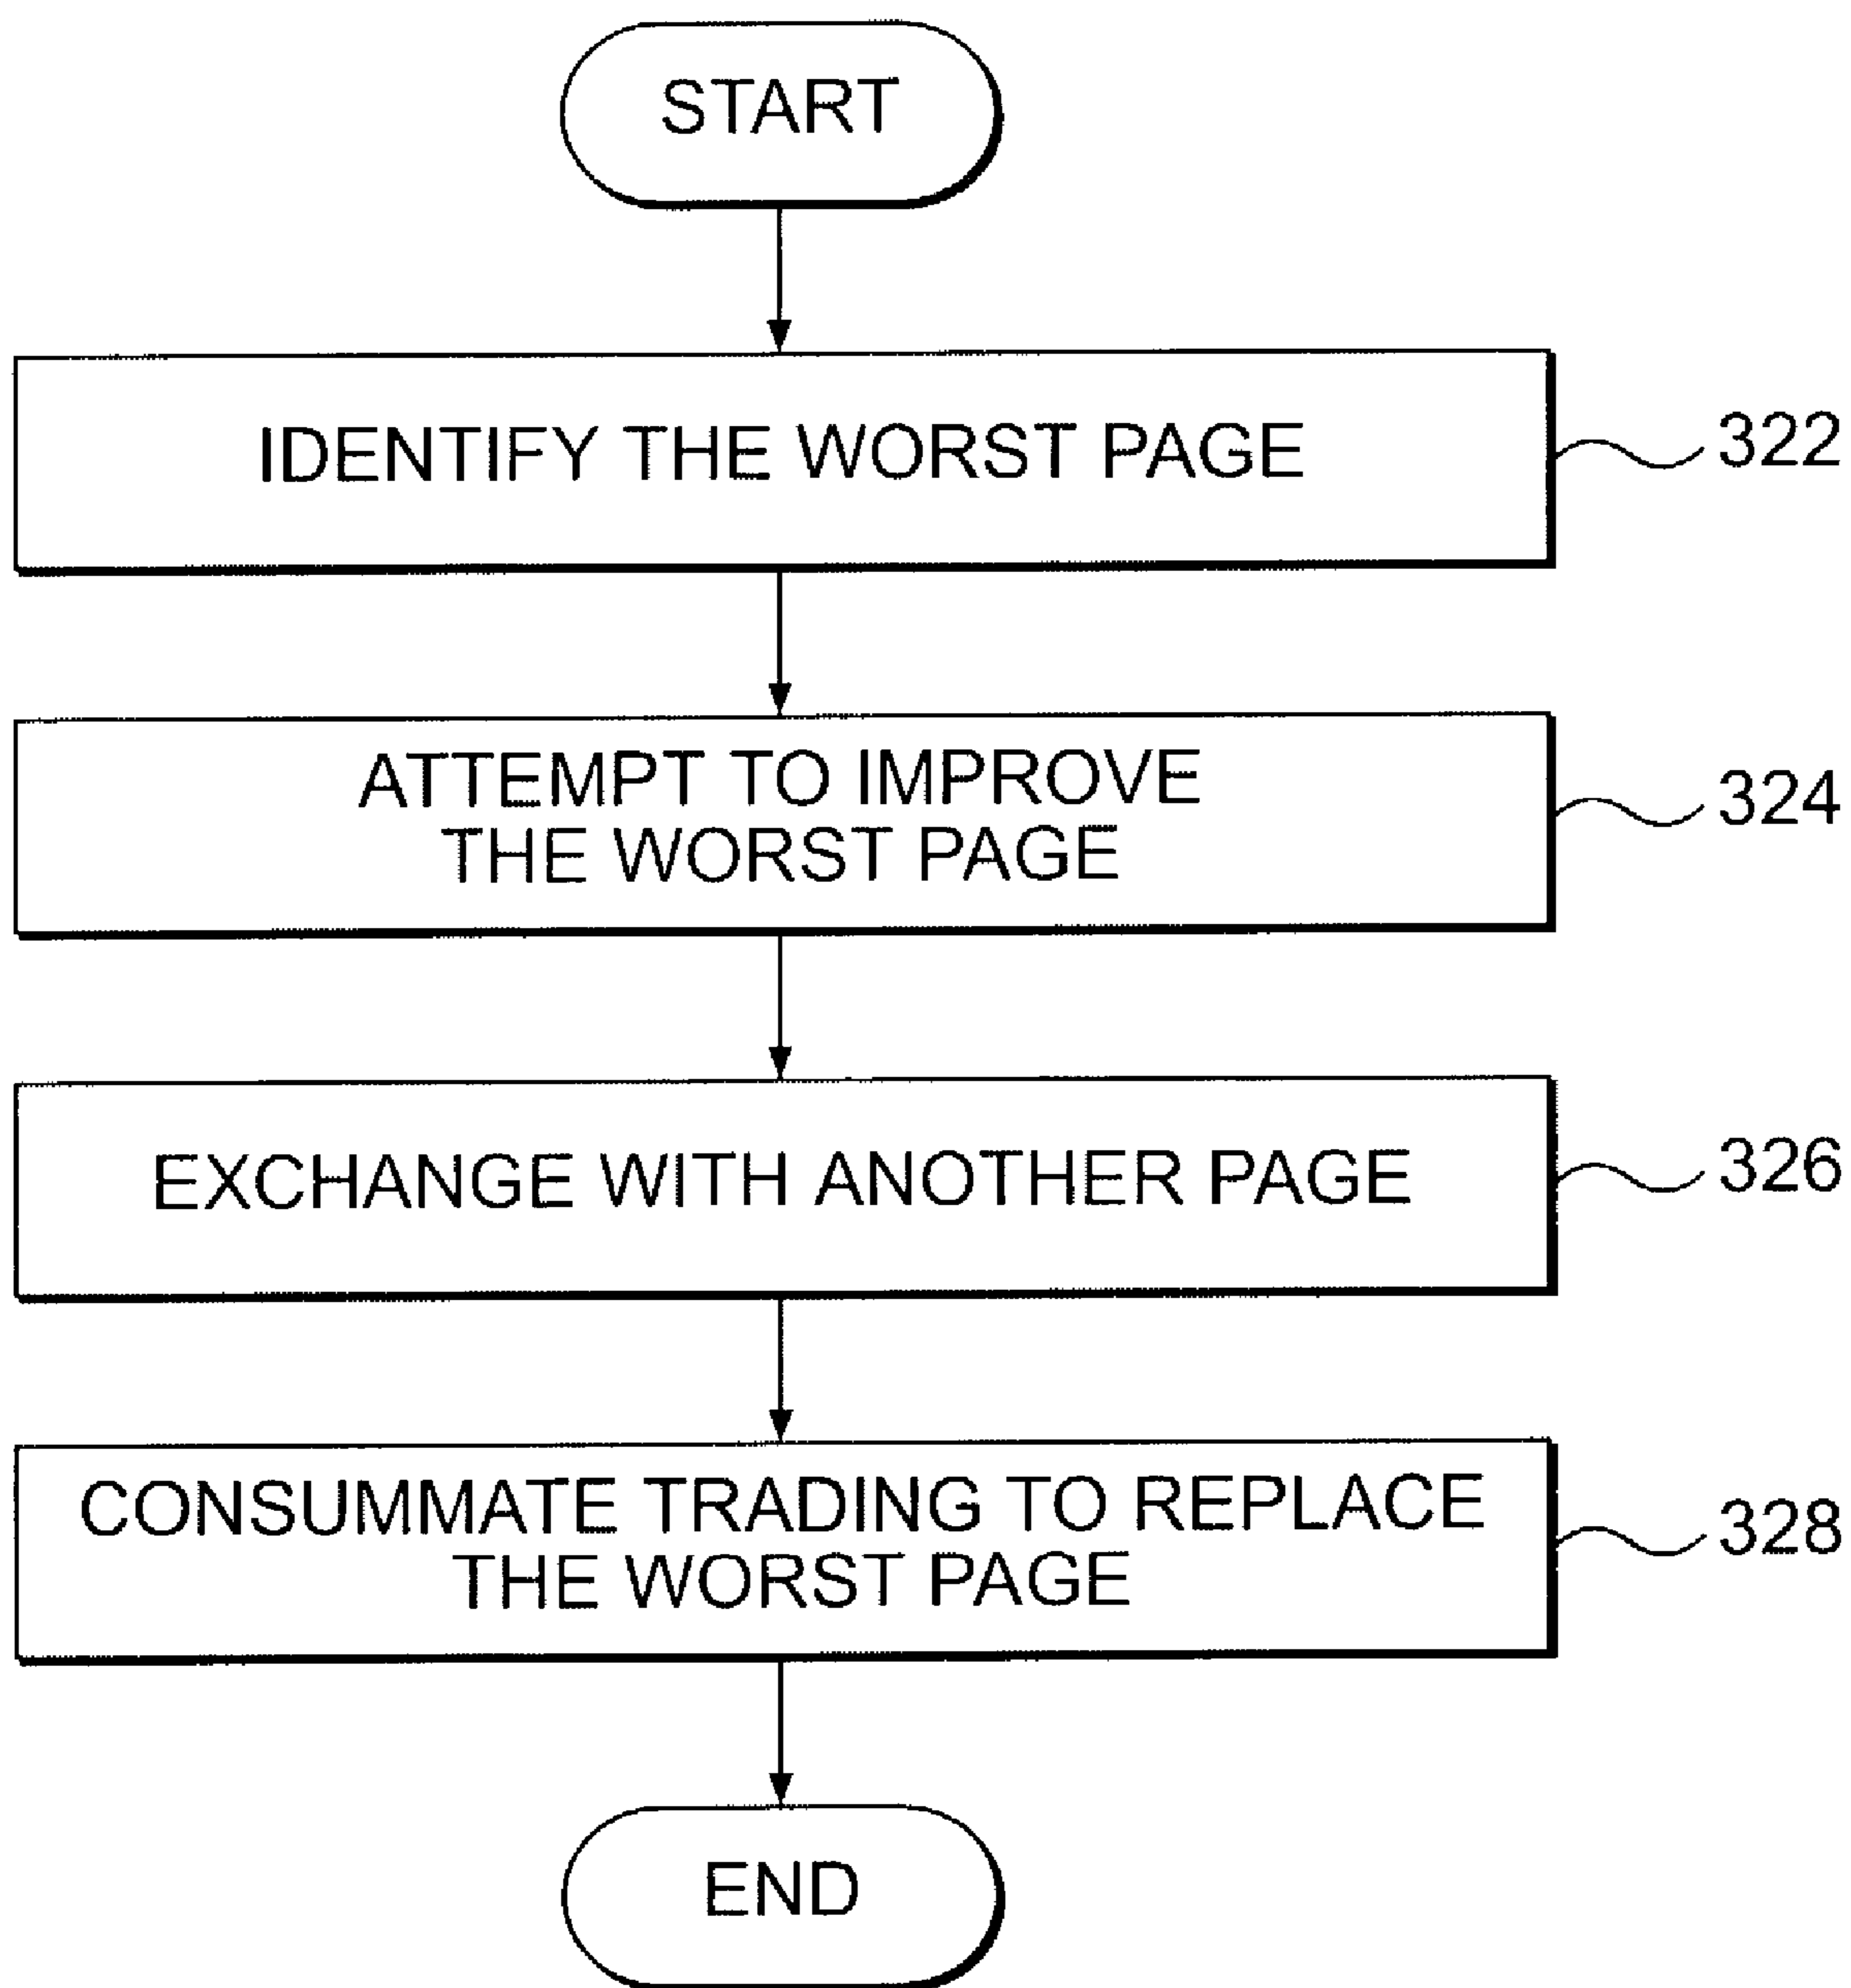 START
IDENTIFY THE WORST PAGE
322
ATTEMPT TO IMPROVE
THE WORST PAGE
324
EXCHANGE WITH ANOTHER PAGE
326
CONSUMMATE TRADING TO REPLACE
THE WORST PAGE
328
END